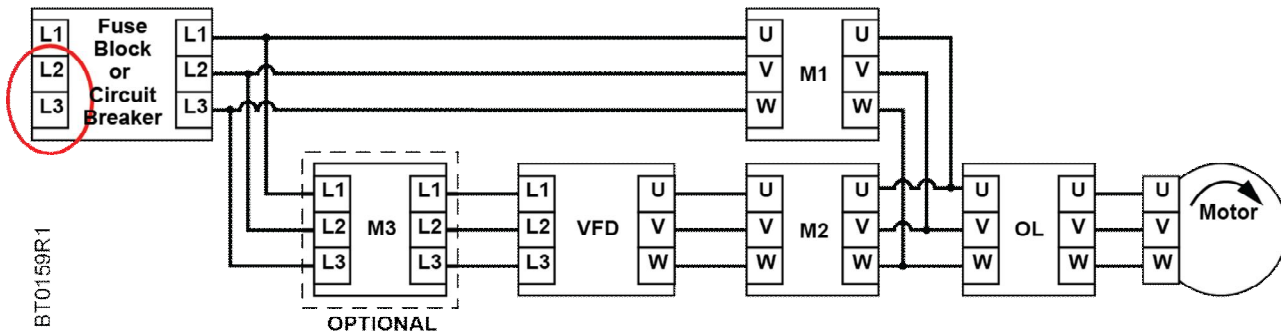 L1
L2
L3
Fuse
Block
or
Circuit
Breaker
L1
L2
L3
U
V
W
M1
U
V
W
L1
L2
L3
M3
L1
L2
L3
OPTIONAL
L1
L2
L3
VFD
U
V
W
U
V
W
M2
U
V
W
U
V
W
OL
U
V
W
U
V
W
Motor
BT0159R1